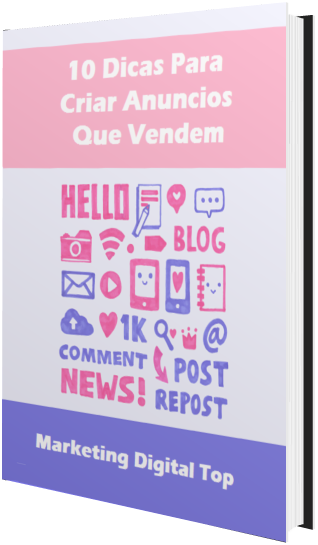 10 Dicas Para
Criar Anuncios
Que Vendem
HELLO
BLOG
1K
@
COMMENT
POST
NEWS!
REPOST
Marketing Digital Top